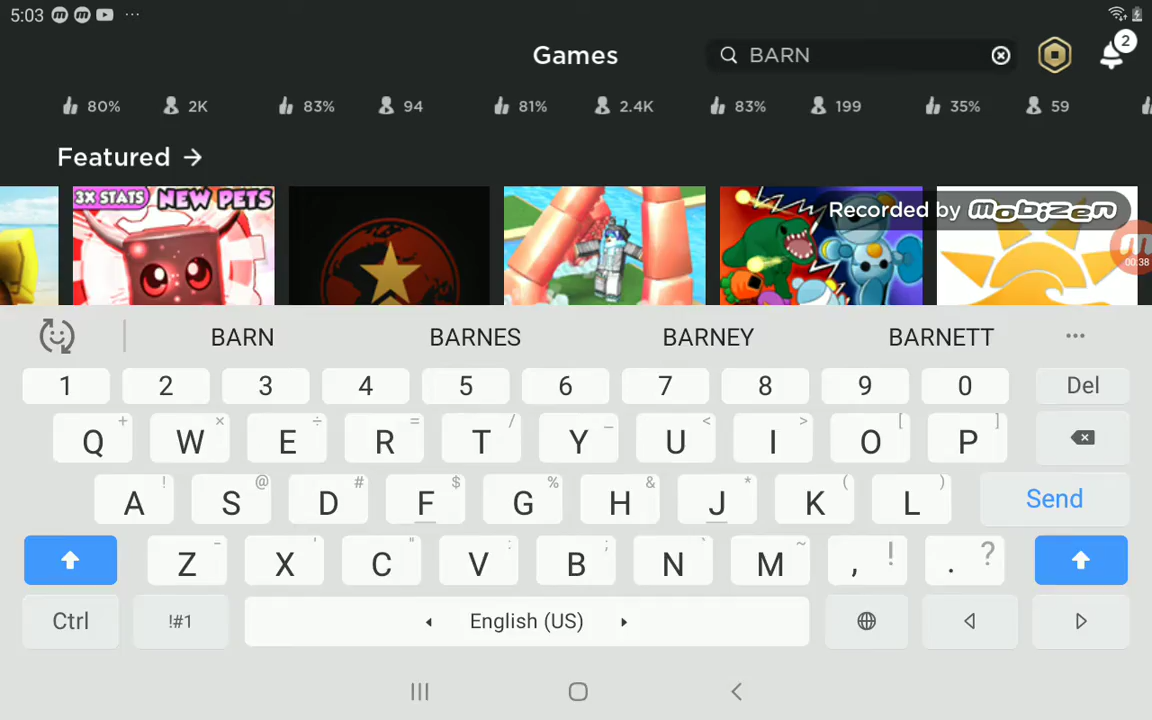 5:03
Games
BARN
2
80% 2K 83% 94 81% 2.4K 83% 199 35% 59
Featured →
3X STATS NEW PETS
Recorded by mobizen
00:38
BARN BARNES BARNEY BARNETT ...
1 2 3 4 5 6 7 8 9 0 Del
Q + W × E ÷ R = T / Y _ U < I > O [ P ]
A ! S @ D # F $ G % H & J * K ( L ) Send
Z - X ' C " V : B ; N ` M ~ , ! . ?
Ctrl !#1 English (US)